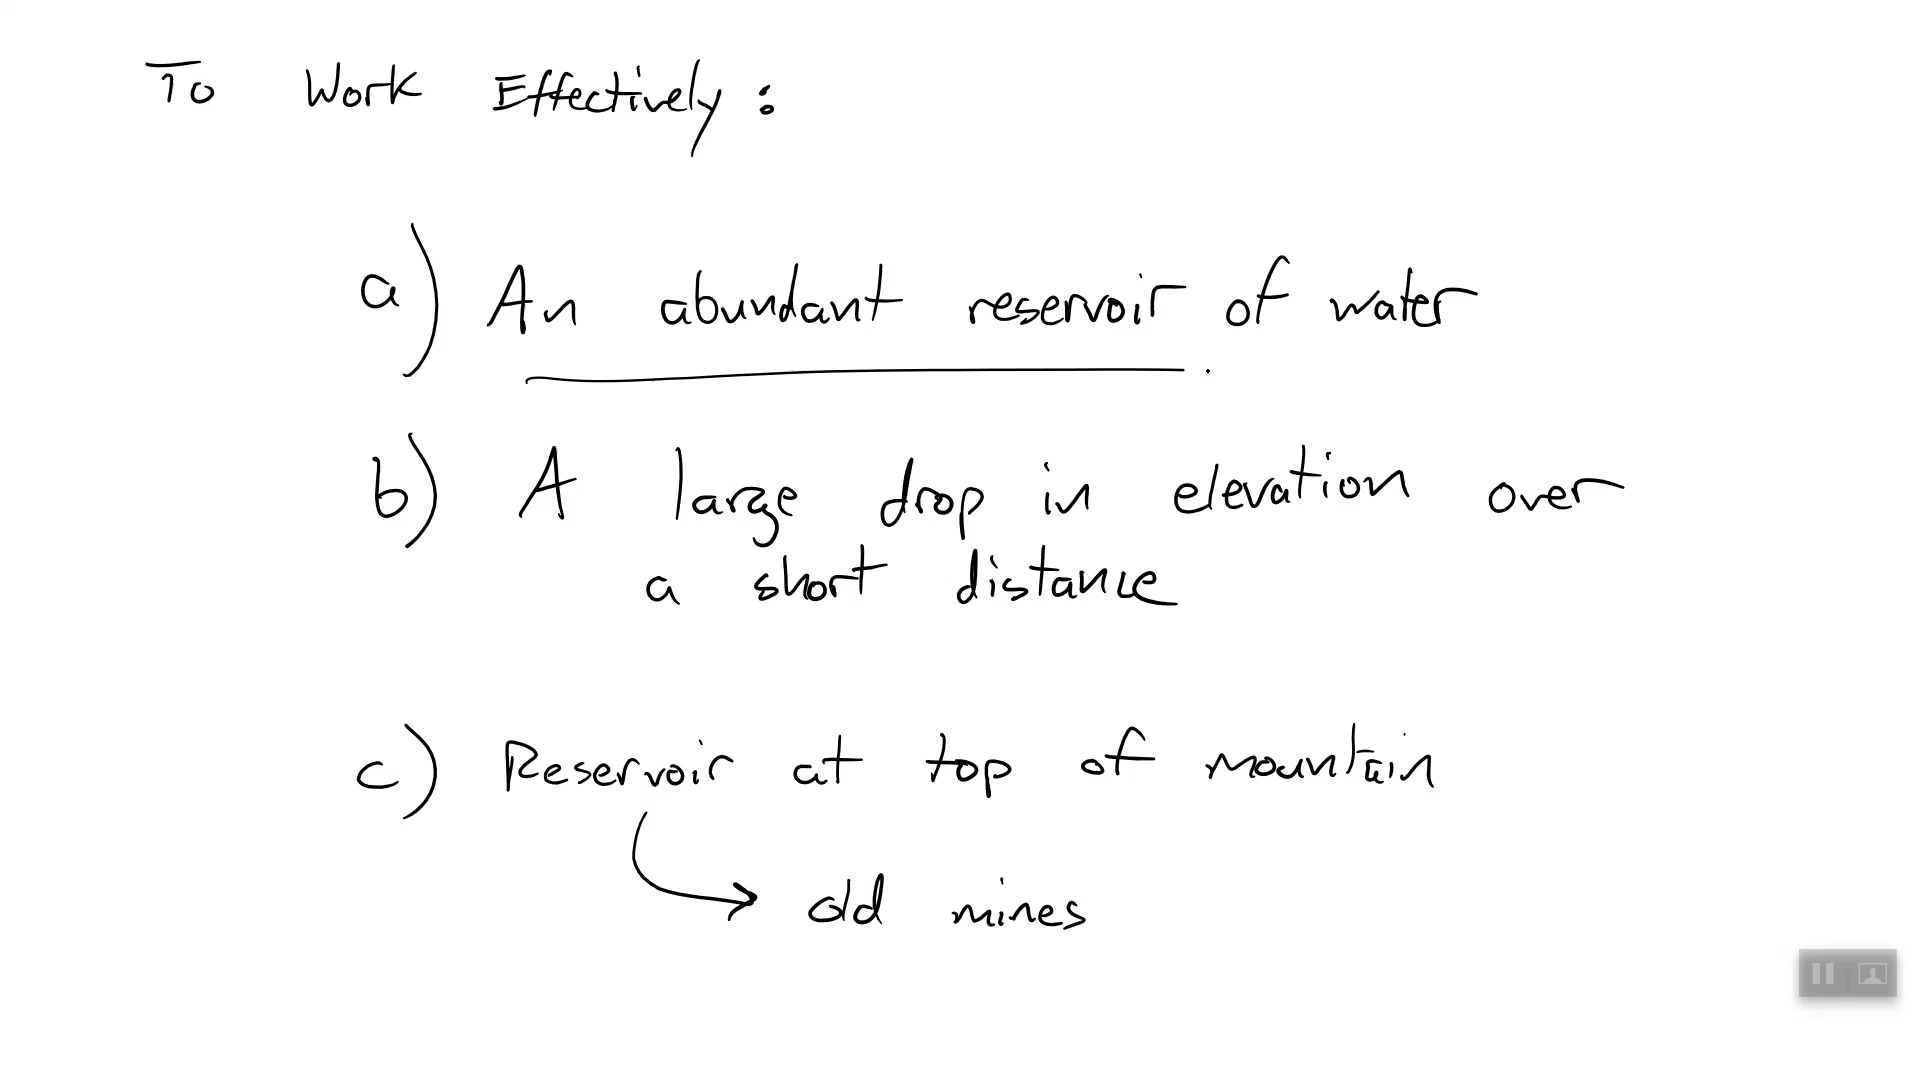 To Work Effectively:
a) An abundant reservoir of water
b) A large drop in elevation over
a short distance
c) Reservoir at top of mountain
old mines